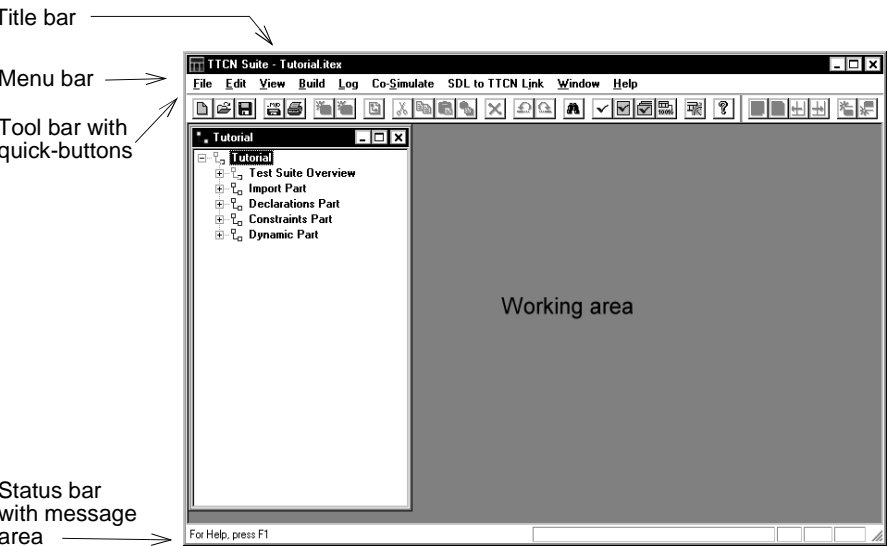 Title bar
TTCN Suite - Tutorial.itex
Menu bar
File Edit View Build Log Co-Simulate SDL to TTCN Link Window Help
Tool bar with
quick-buttons
Tutorial
Tutorial
Test Suite Overview
Import Part
Declarations Part
Constraints Part
Dynamic Part
Working area
Status bar
with message
area
For Help, press F1